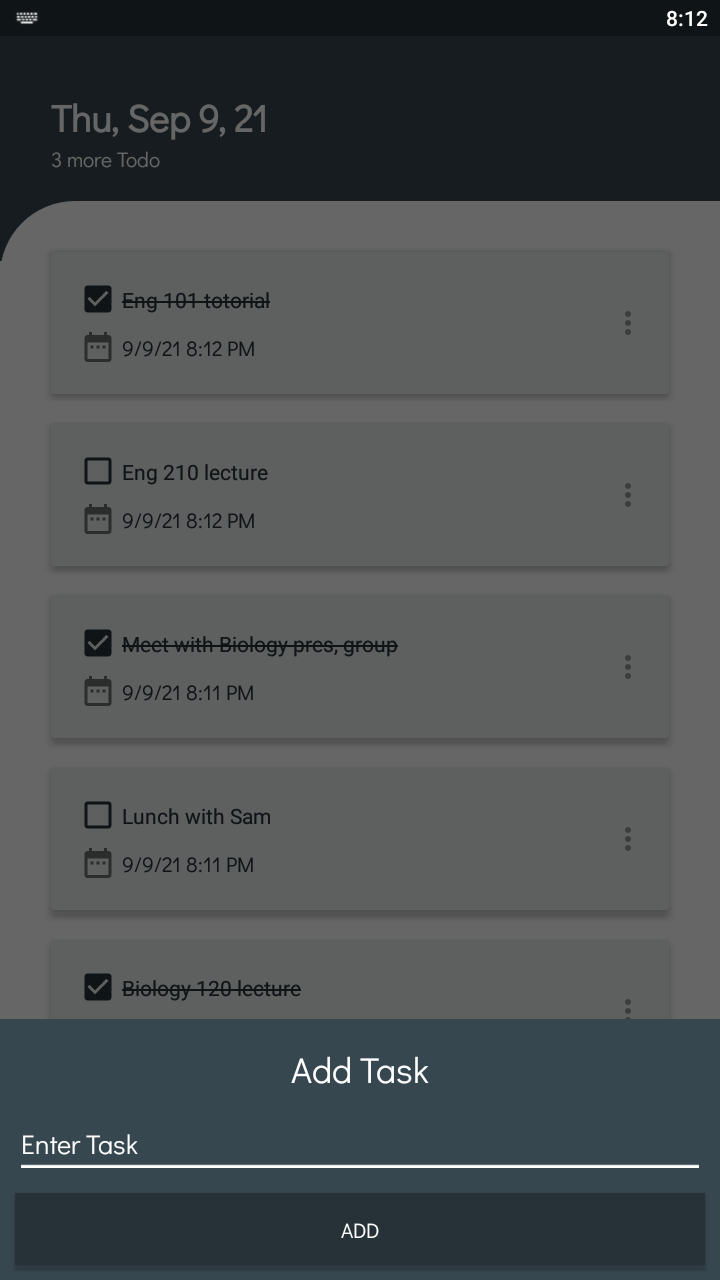 8:12
Thu, Sep 9, 21
3 more Todo
Eng 101 totorial
9/9/21 8:12 PM
Eng 210 lecture
9/9/21 8:12 PM
Meet with Biology pres, group
9/9/21 8:11 PM
Lunch with Sam
9/9/21 8:11 PM
Biology 120 lecture
Add Task
Enter Task
ADD